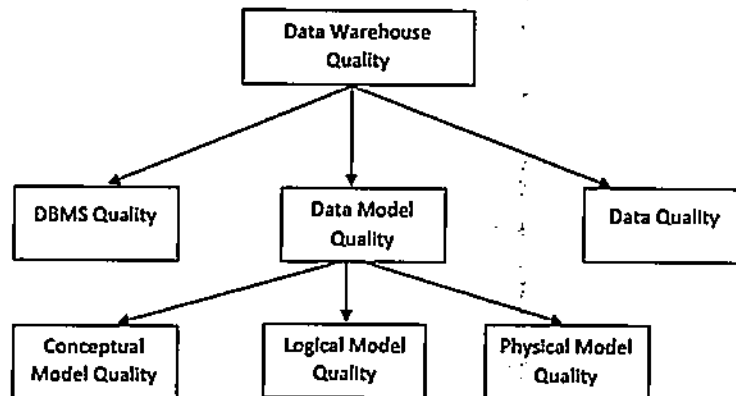 Data Warehouse
Quality
DBMS Quality
Data Model
Quality
Data Quality
Conceptual
Model Quality
Logical Model
Quality
Physical Model
Quality